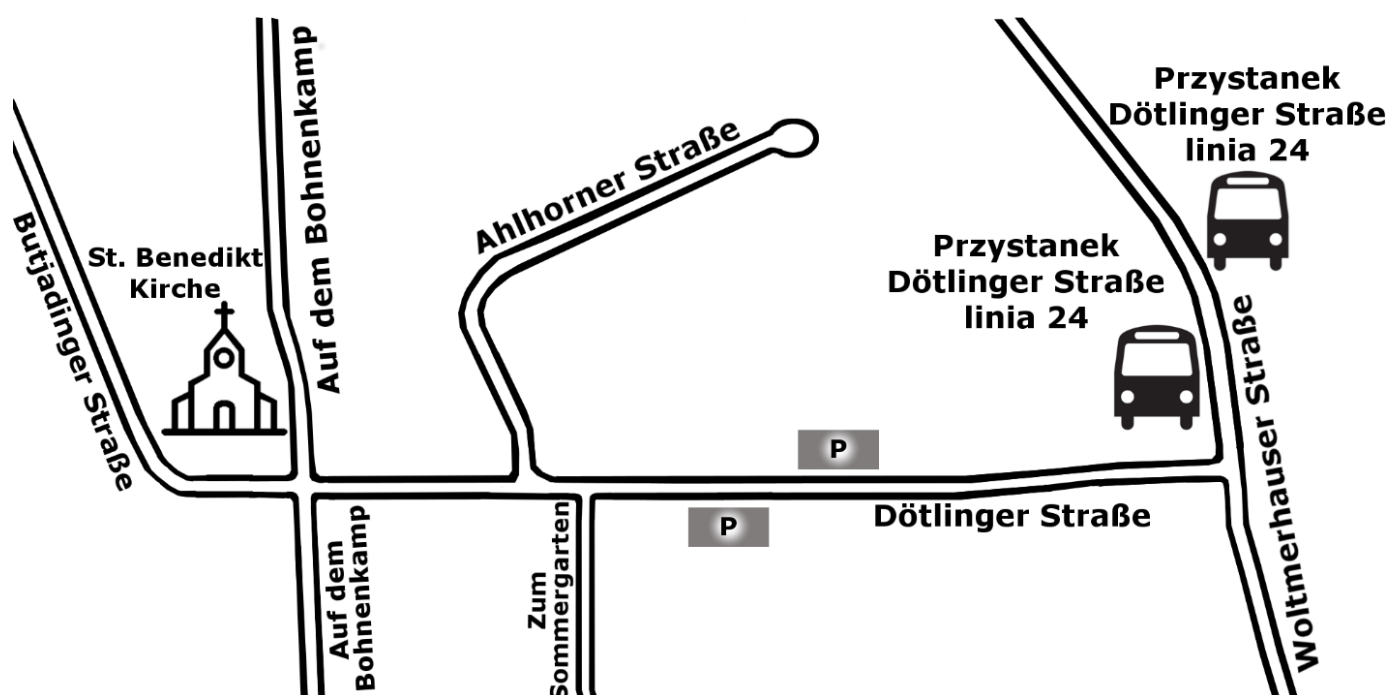 Auf dem Bohnenkamp
Przystanek
Dötlinger Straße
linia 24
Ahlhorner Straße
Butjadinger Straße
St. Benedikt
Kirche
Przystanek
Dötlinger Straße
linia 24
Woltmerhauser Straße
P
P
Dötlinger Straße
Auf dem
Bohnenkamp
Zum
Sommergarten